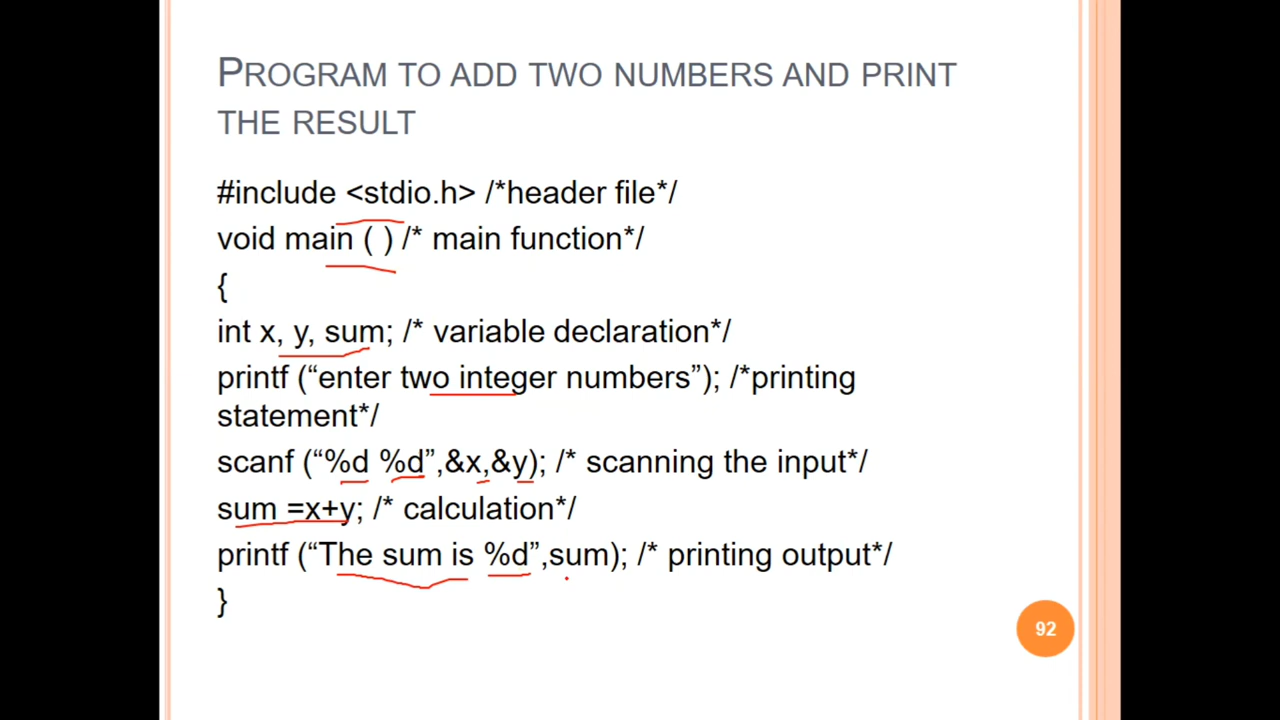 PROGRAM TO ADD TWO NUMBERS AND PRINT
THE RESULT
#include <stdio.h> /*header file*/
void main ( ) /* main function*/
{
int x, y, sum; /* variable declaration*/
printf (“enter two integer numbers”); /*printing
statement*/
scanf (“%d %d”,&x,&y); /* scanning the input*/
sum =x+y; /* calculation*/
printf (“The sum is %d”,sum); /* printing output*/
}
92